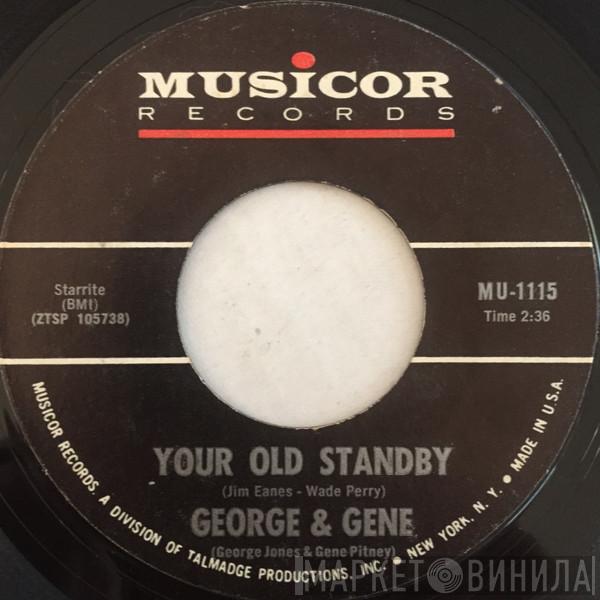 MUSICOR
RECORDS
Starrite
(BMI)
(ZTSP 105738)
MU-1115
Time 2:36
YOUR OLD STANDBY
(Jim Eanes - Wade Perry)
GEORGE & GENE
(George Jones & Gene Pitney)
MUSICOR RECORDS. A DIVISION OF TALMADGE PRODUCTIONS, INC. • NEW YORK, N. Y. • MADE IN U.S.A.
МАРКЕТ ВИНИЛА